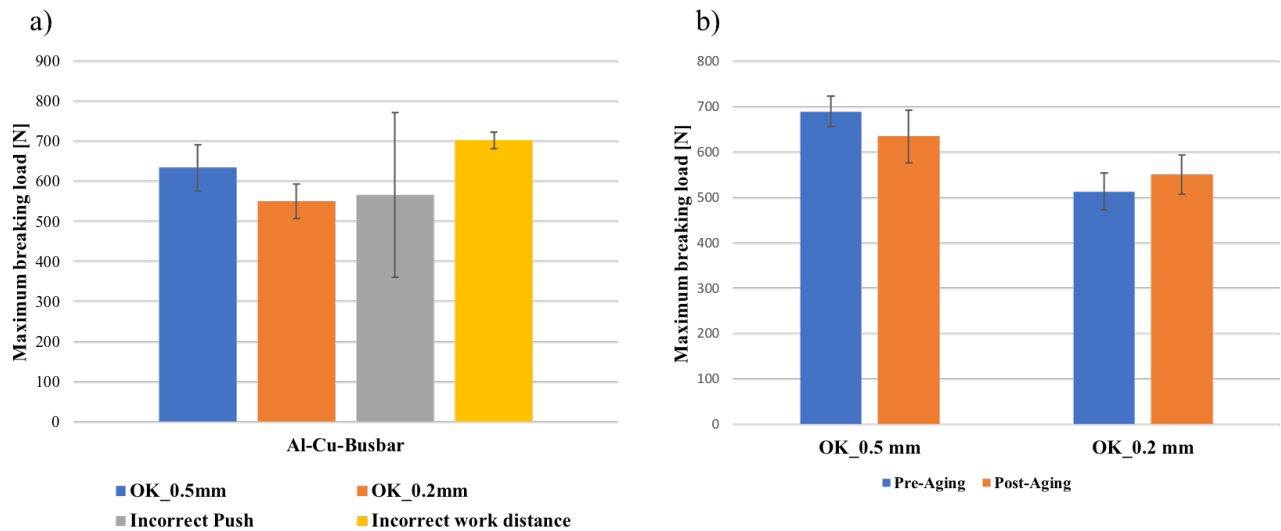 a)
Maximum breaking load [N]
900
800
700
600
500
400
300
200
100
0
Al-Cu-Busbar
OK_0.5mm
OK_0.2mm
Incorrect Push
Incorrect work distance
b)
Maximum breaking load [N]
800
700
600
500
400
300
200
100
0
OK_0.5 mm
OK_0.2 mm
Pre-Aging
Post-Aging